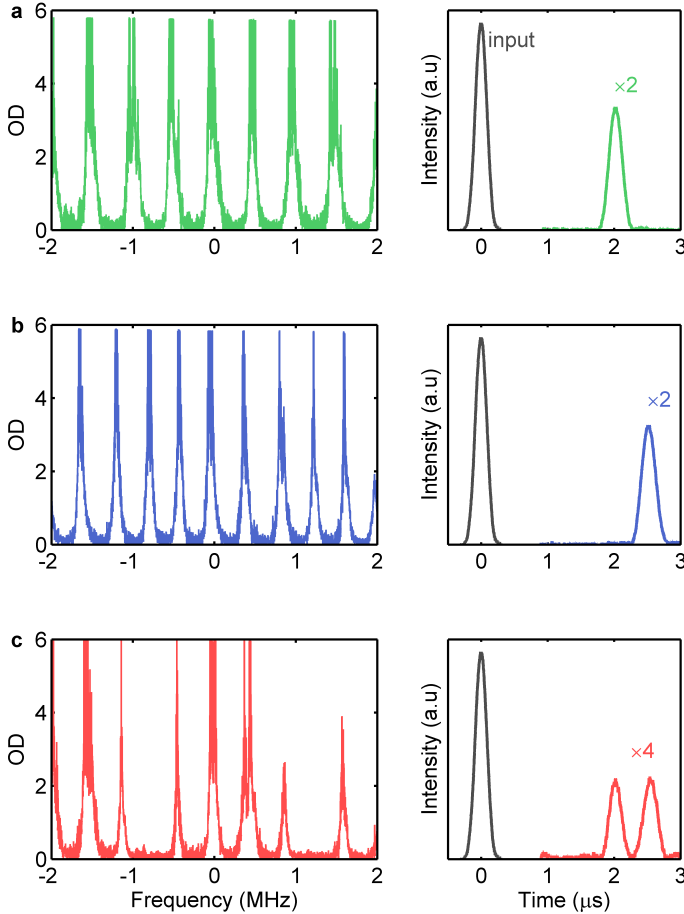 a
6
4
2
0
OD
-2 -1 0 1 2
Intensity (a.u)
input
×2
0 1 2 3
b
6
4
2
0
OD
-2 -1 0 1 2
Intensity (a.u)
×2
0 1 2 3
c
6
4
2
0
OD
-2 -1 0 1 2
Frequency (MHz)
Intensity (a.u)
×4
0 1 2 3
Time (μs)